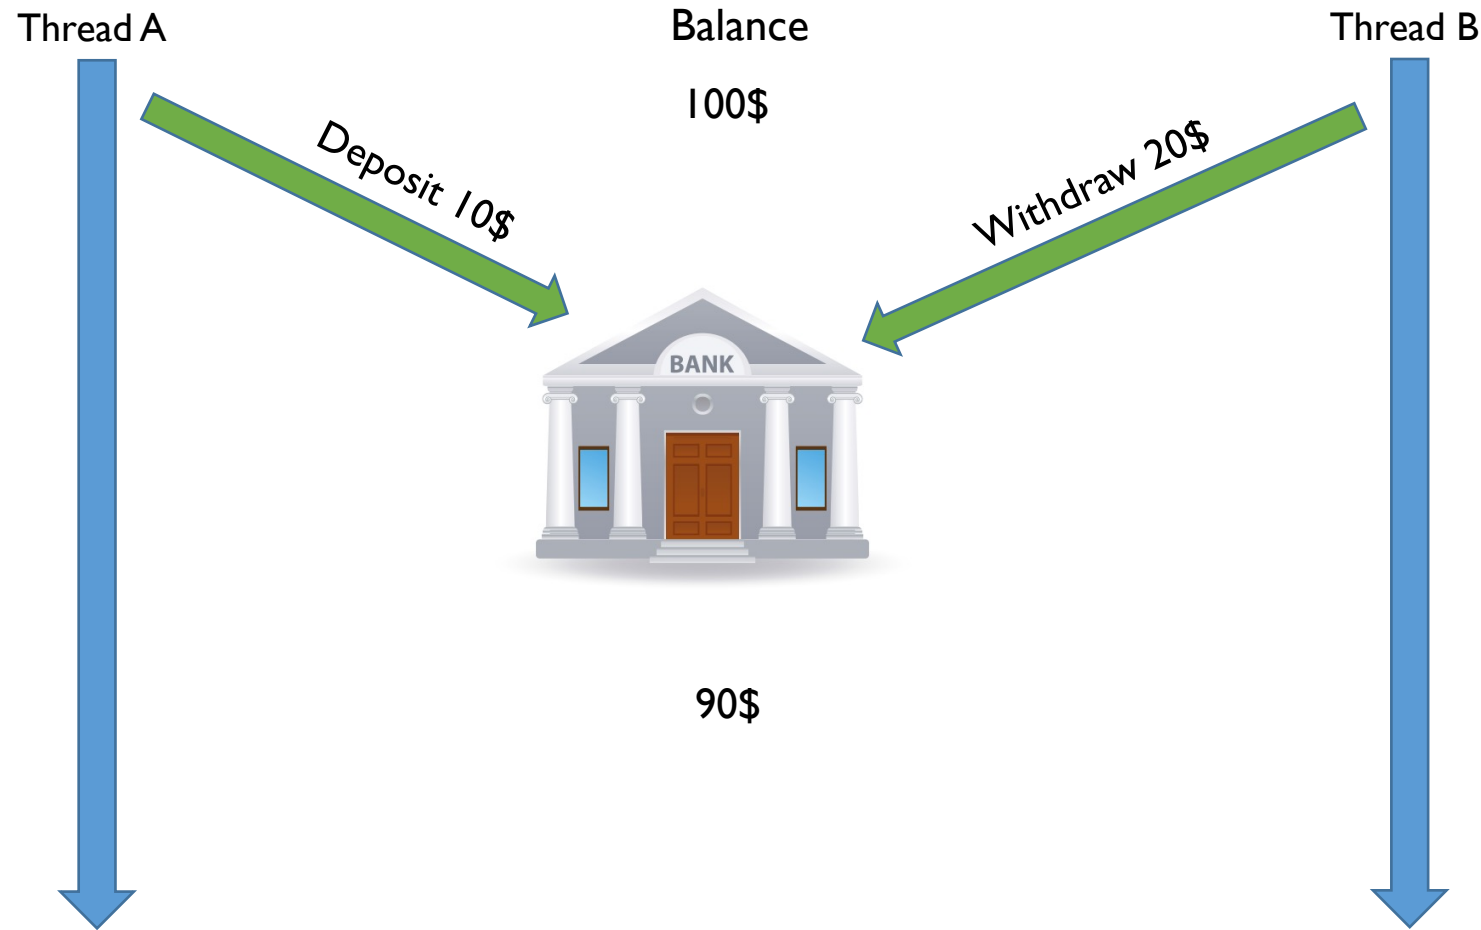 Thread A
Balance
Thread B
100$
Deposit 10$
Withdraw 20$
BANK
90$